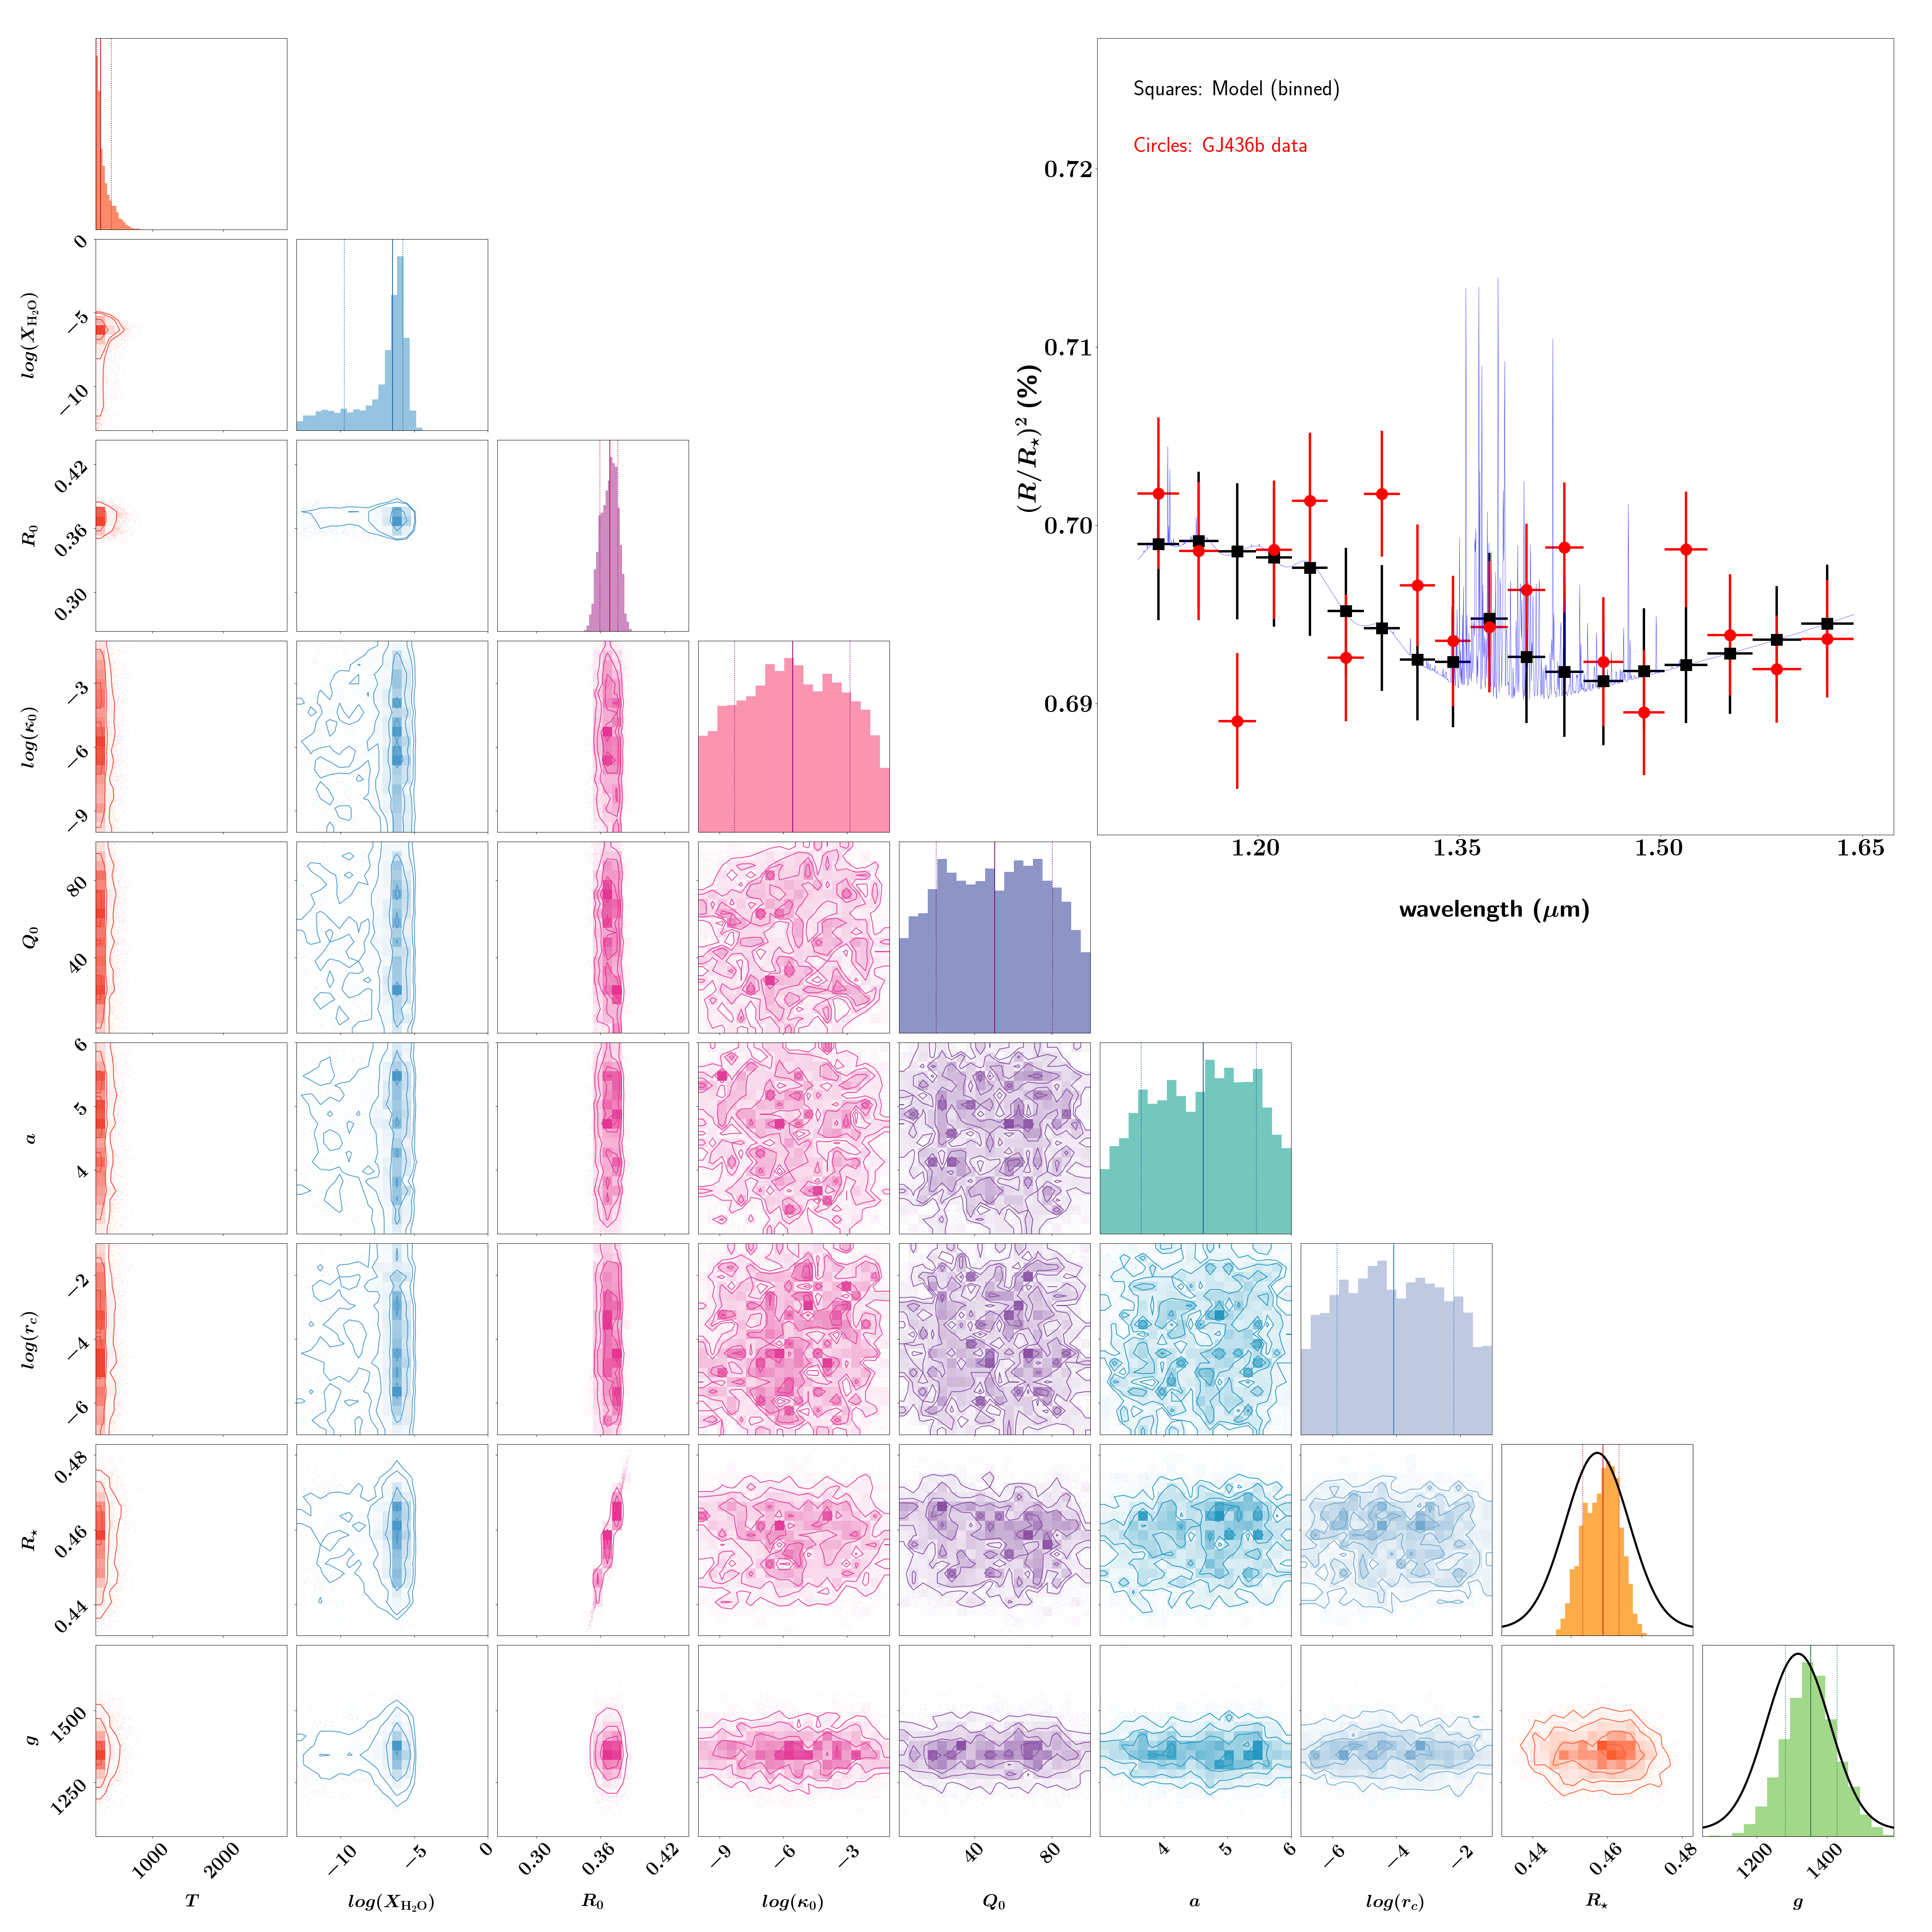 Squares: Model (binned)
Circles: GJ436b data
0.72
0.71
0.70
0.69
(R/R⋆)² (%)
1.20 1.35 1.50 1.65
wavelength (μm)
0
−5
−10
log(X_H₂O)
0.42
0.36
0.30
R₀
−3
−6
−9
log(κ₀)
80
40
Q₀
6
5
4
a
−2
−4
−6
log(r_c)
0.48
0.46
0.44
R⋆
1500
1250
g
1000 2000 −10 −5 0 0.30 0.36 0.42 −9 −6 −3 40 80 4 5 6 −6 −4 −2 0.44 0.46 0.48 1200 1400
T log(X_H₂O) R₀ log(κ₀) Q₀ a log(r_c) R⋆ g